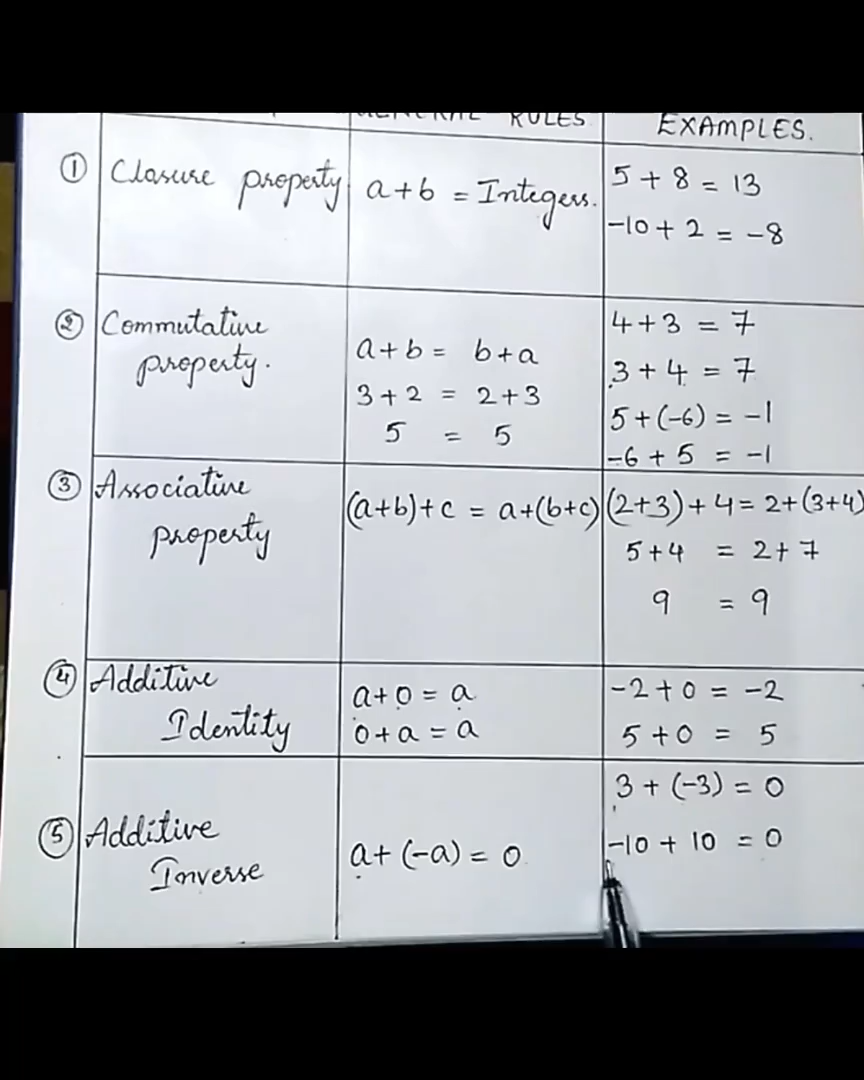 GENERAL RULES
EXAMPLES.
① Closure property
a+b = Integers.
5 + 8 = 13
-10 + 2 = -8
② Commutative
property.
a+b = b+a
3+2 = 2+3
5 = 5
4+3 = 7
3+4 = 7
5+(-6) = -1
-6+5 = -1
③ Associative
property
(a+b)+c = a+(b+c)
(2+3)+4 = 2+(3+4)
5+4 = 2+7
9 = 9
④ Additive
Identity
a+0 = a
0+a = a
-2+0 = -2
5+0 = 5
⑤ Additive
Inverse
a+(-a) = 0
3+(-3) = 0
-10+10 = 0